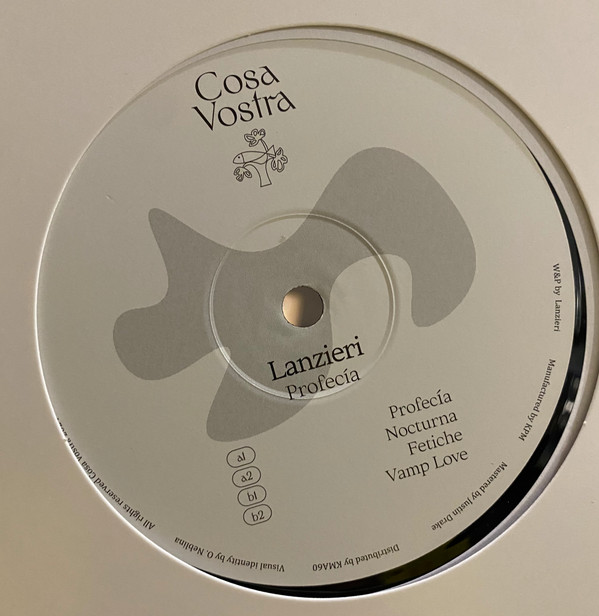 Cosa
Vostra
Lanzieri
Profecía
Profecía
Nocturna
Fetiche
Vamp Love
a1
a2
b1
b2
W&P by Lanzieri
Manufactured by KPM
Mastered by Justin Drake
Distributed by KMA60
Visual identity by O. Neblina
All rights reserved Cosa Vostra